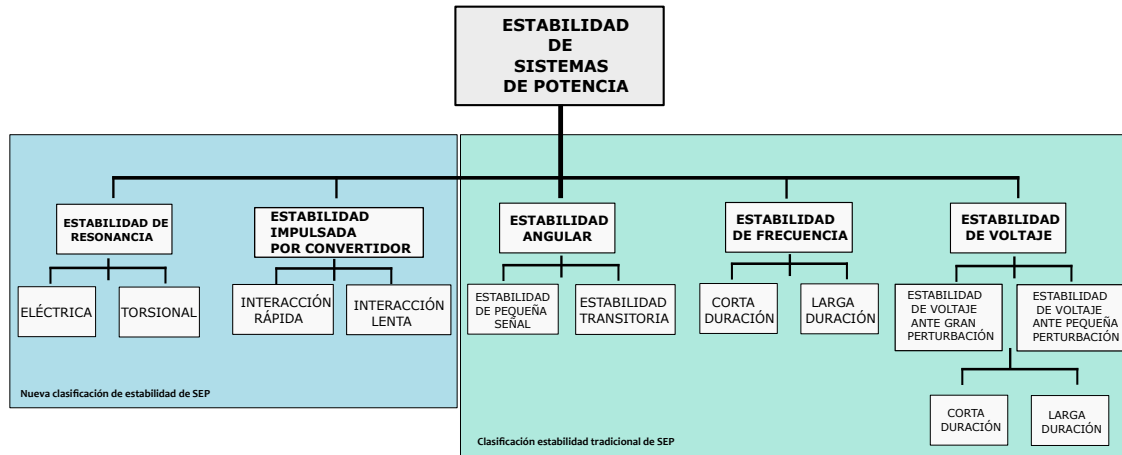 ESTABILIDAD
DE
SISTEMAS
DE POTENCIA
ESTABILIDAD DE
RESONANCIA
ESTABILIDAD
IMPULSADA
POR CONVERTIDOR
ESTABILIDAD
ANGULAR
ESTABILIDAD
DE FRECUENCIA
ESTABILIDAD
DE VOLTAJE
ELÉCTRICA
TORSIONAL
INTERACCIÓN
RÁPIDA
INTERACCIÓN
LENTA
ESTABILIDAD
DE PEQUEÑA
SEÑAL
ESTABILIDAD
TRANSITORIA
CORTA
DURACIÓN
LARGA
DURACIÓN
ESTABILIDAD
DE VOLTAJE
ANTE GRAN
PERTURBACIÓN
ESTABILIDAD
DE VOLTAJE
ANTE PEQUEÑA
PERTURBACIÓN
CORTA
DURACIÓN
LARGA
DURACIÓN
Nueva clasificación de estabilidad de SEP
Clasificación estabilidad tradicional de SEP